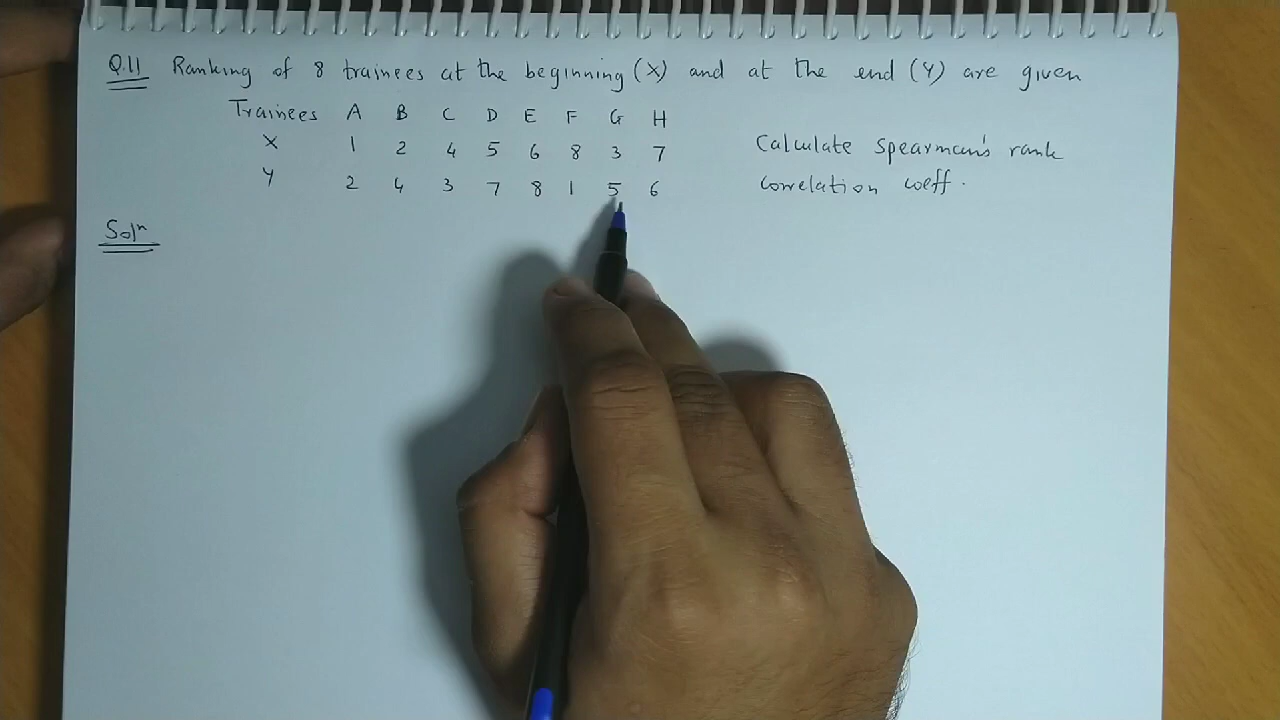 Q.11 Ranking of 8 trainees at the beginning (X) and at the end (Y) are given
Trainees A B C D E F G H
X 1 2 4 5 6 8 3 7
Y 2 4 3 7 8 1 5 6
Calculate Spearman's rank
correlation coeff.
Solⁿ